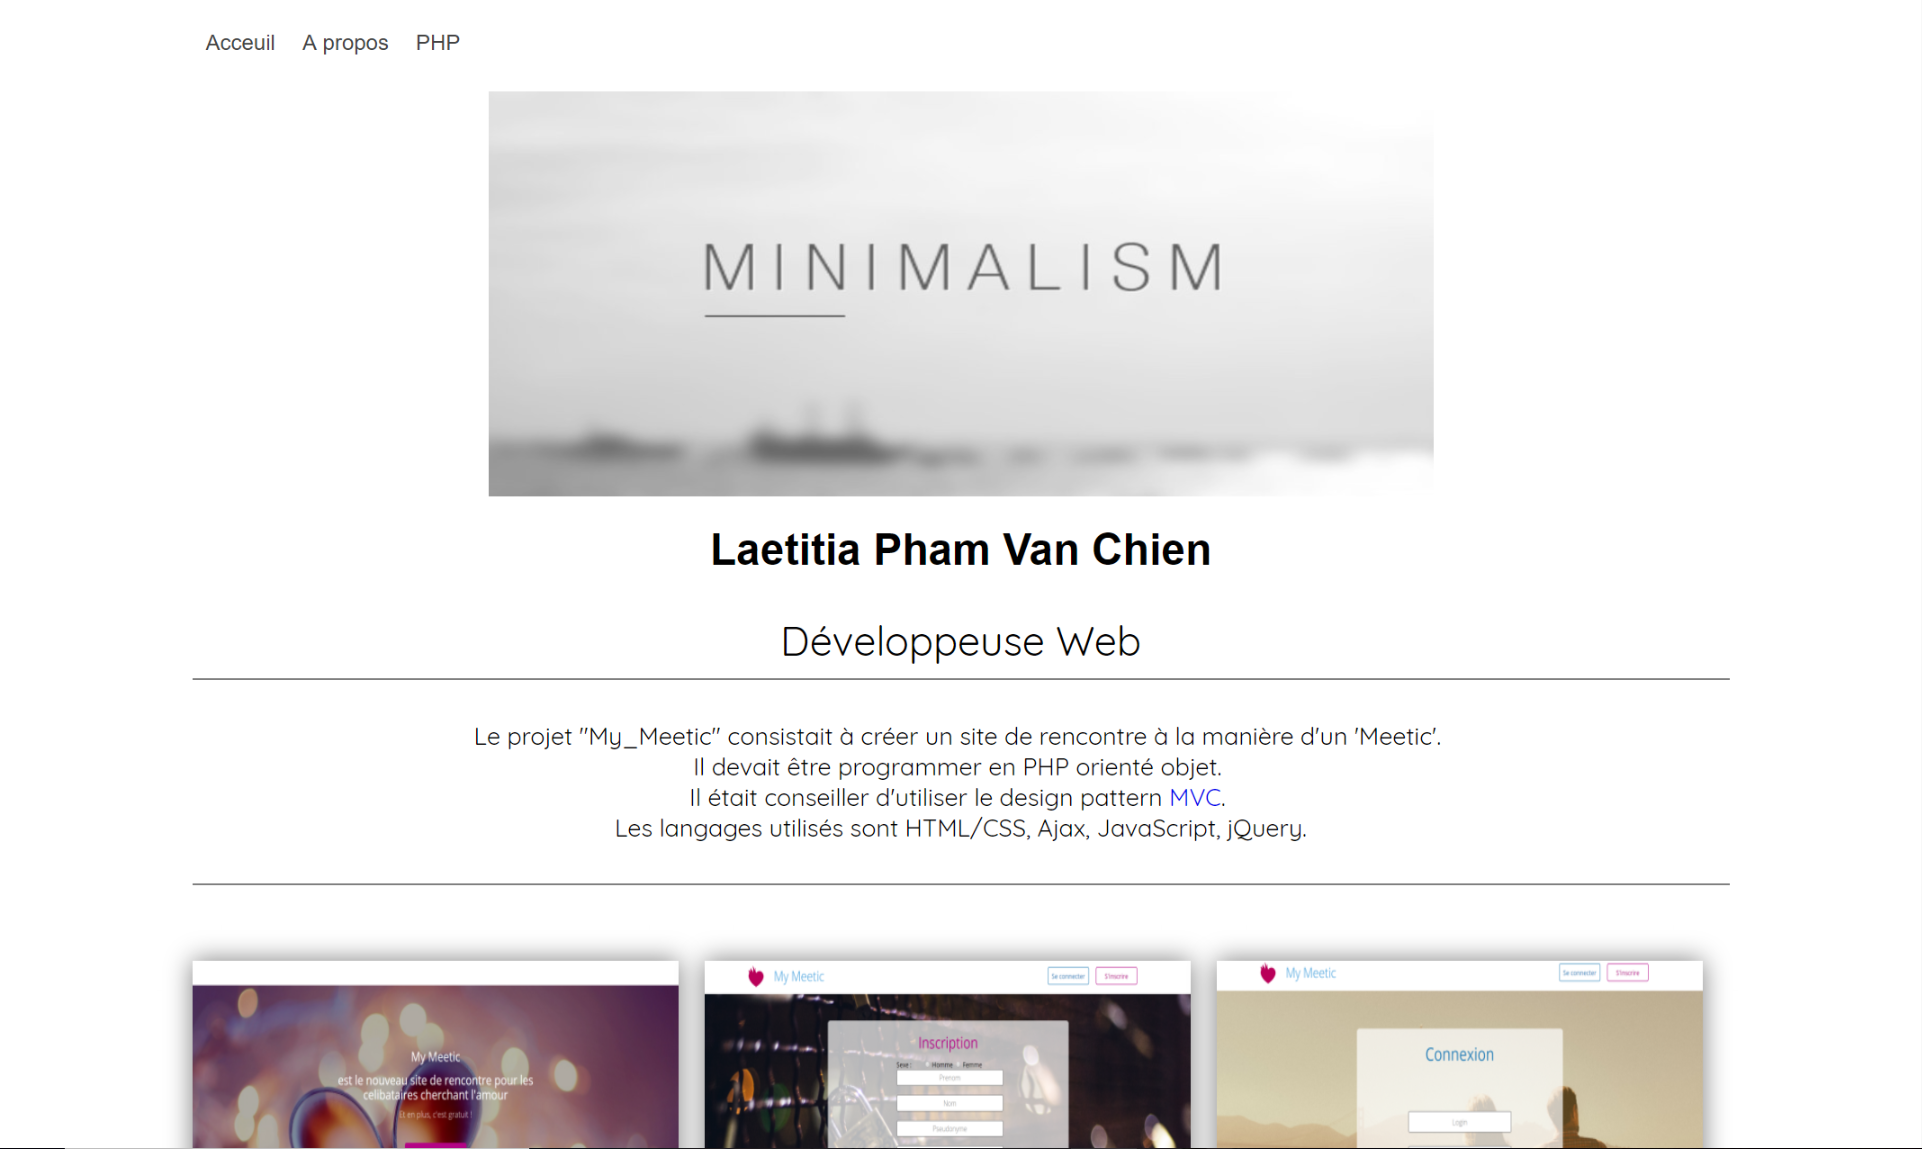 Acceuil A propos PHP
MINIMALISM
Laetitia Pham Van Chien
Développeuse Web
Le projet "My_Meetic" consistait à créer un site de rencontre à la manière d'un 'Meetic'.
Il devait être programmer en PHP orienté objet.
Il était conseiller d'utiliser le design pattern MVC.
Les langages utilisés sont HTML/CSS, Ajax, JavaScript, jQuery.
My Meetic
est le nouveau site de rencontre pour les
celibataires cherchant l'amour
Et en plus, c'est gratuit !
My Meetic Se connecter S'inscrire
Inscription
Sexe : Homme Femme
Prenom
Nom
Pseudonyme
My Meetic Se connecter S'inscrire
Connexion
Login